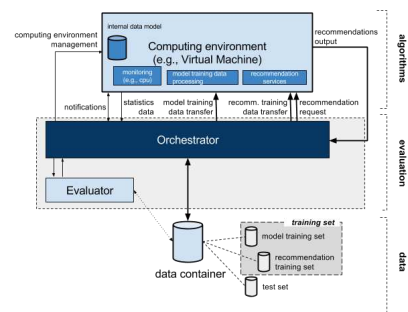 internal data model
computing environment
management
Computing environment
(e.g., Virtual Machine)
recommendations
output
monitoring
(e.g., cpu)
model training data
processing
recommendation
services
notifications
statistics
data
model training
data transfer
recomm. training
data transfer
recommendation
request
Orchestrator
Evaluator
data container
training set
model training set
recommendation
training set
test set
algorithms
evaluation
data